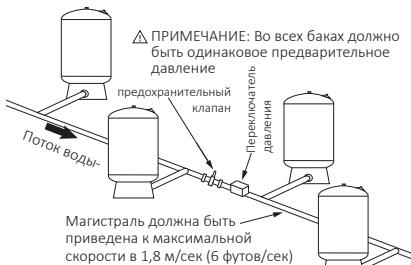 ⚠ ПРИМЕЧАНИЕ: Во всех баках должно
быть одинаковое предварительное
давление
предохранительный
клапан
Переключатель
давления
Поток воды-
Магистраль должна быть
приведена к максимальной
скорости в 1,8 м/сек (6 футов/сек)